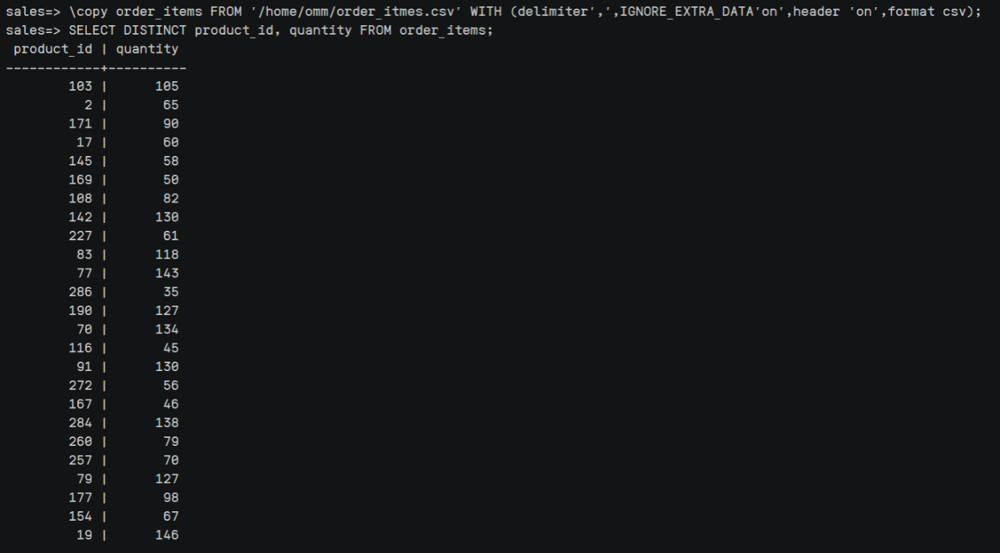 sales=> \copy order_items FROM '/home/omm/order_itmes.csv' WITH (delimiter',',IGNORE_EXTRA_DATA'on',header 'on',format csv);
sales=> SELECT DISTINCT product_id, quantity FROM order_items;
 product_id | quantity
------------+----------
        103 |      105
          2 |       65
        171 |       90
         17 |       60
        145 |       58
        169 |       50
        108 |       82
        142 |      130
        227 |       61
         83 |      118
         77 |      143
        286 |       35
        190 |      127
         70 |      134
        116 |       45
         91 |      130
        272 |       56
        167 |       46
        284 |      138
        260 |       79
        257 |       70
         79 |      127
        177 |       98
        154 |       67
         19 |      146